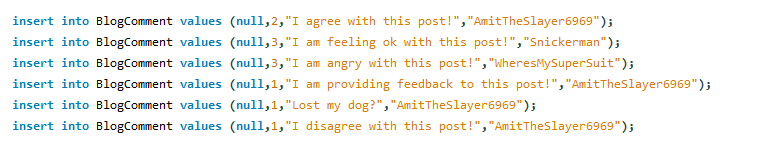 insert into BlogComment values (null,2,"I agree with this post!","AmitTheSlayer6969");
insert into BlogComment values (null,3,"I am feeling ok with this post!","Snickerman");
insert into BlogComment values (null,3,"I am angry with this post!","WheresMySuperSuit");
insert into BlogComment values (null,1,"I am providing feedback to this post!","AmitTheSlayer6969");
insert into BlogComment values (null,1,"Lost my dog?","AmitTheSlayer6969");
insert into BlogComment values (null,1,"I disagree with this post!","AmitTheSlayer6969");